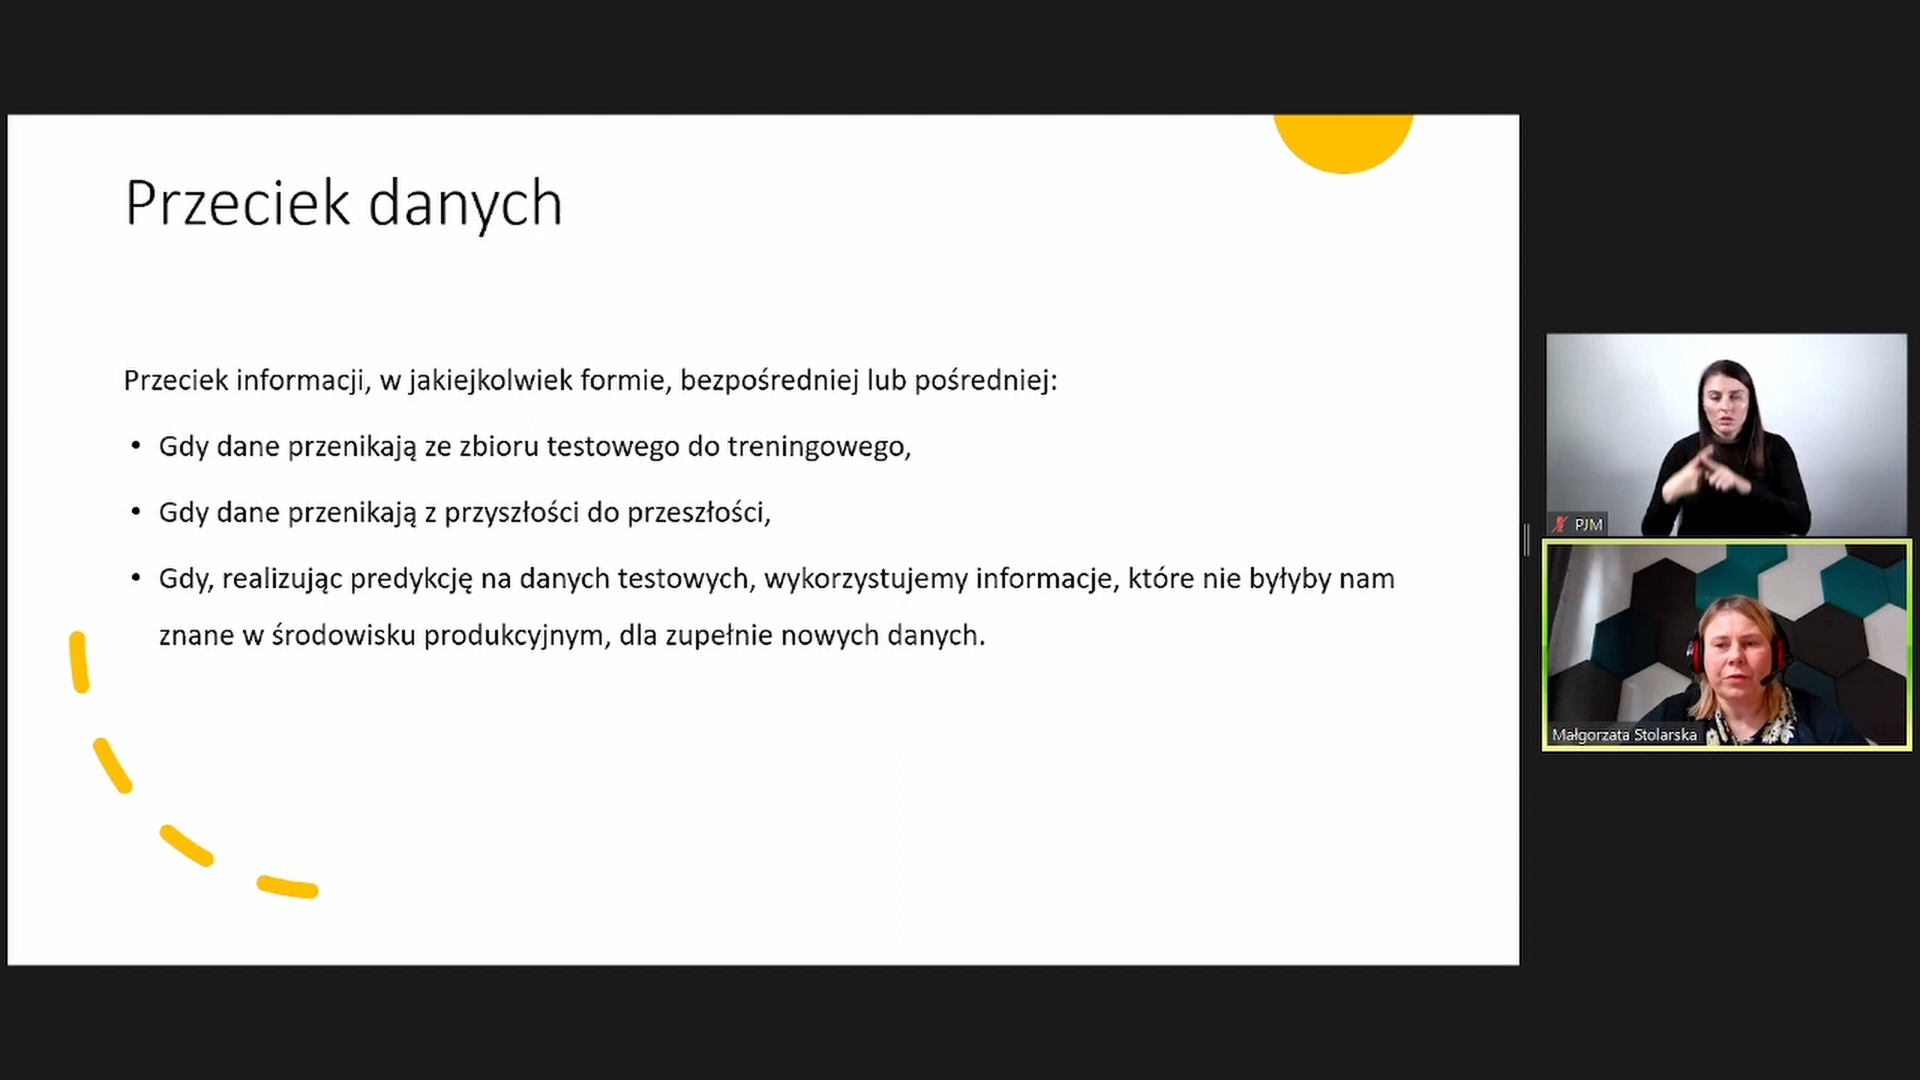 Przeciek danych
Przeciek informacji, w jakiejkolwiek formie, bezpośredniej lub pośredniej:
• Gdy dane przenikają ze zbioru testowego do treningowego,
• Gdy dane przenikają z przyszłości do przeszłości,
• Gdy, realizując predykcję na danych testowych, wykorzystujemy informacje, które nie byłyby nam
znane w środowisku produkcyjnym, dla zupełnie nowych danych.
PJM
Małgorzata Stolarska